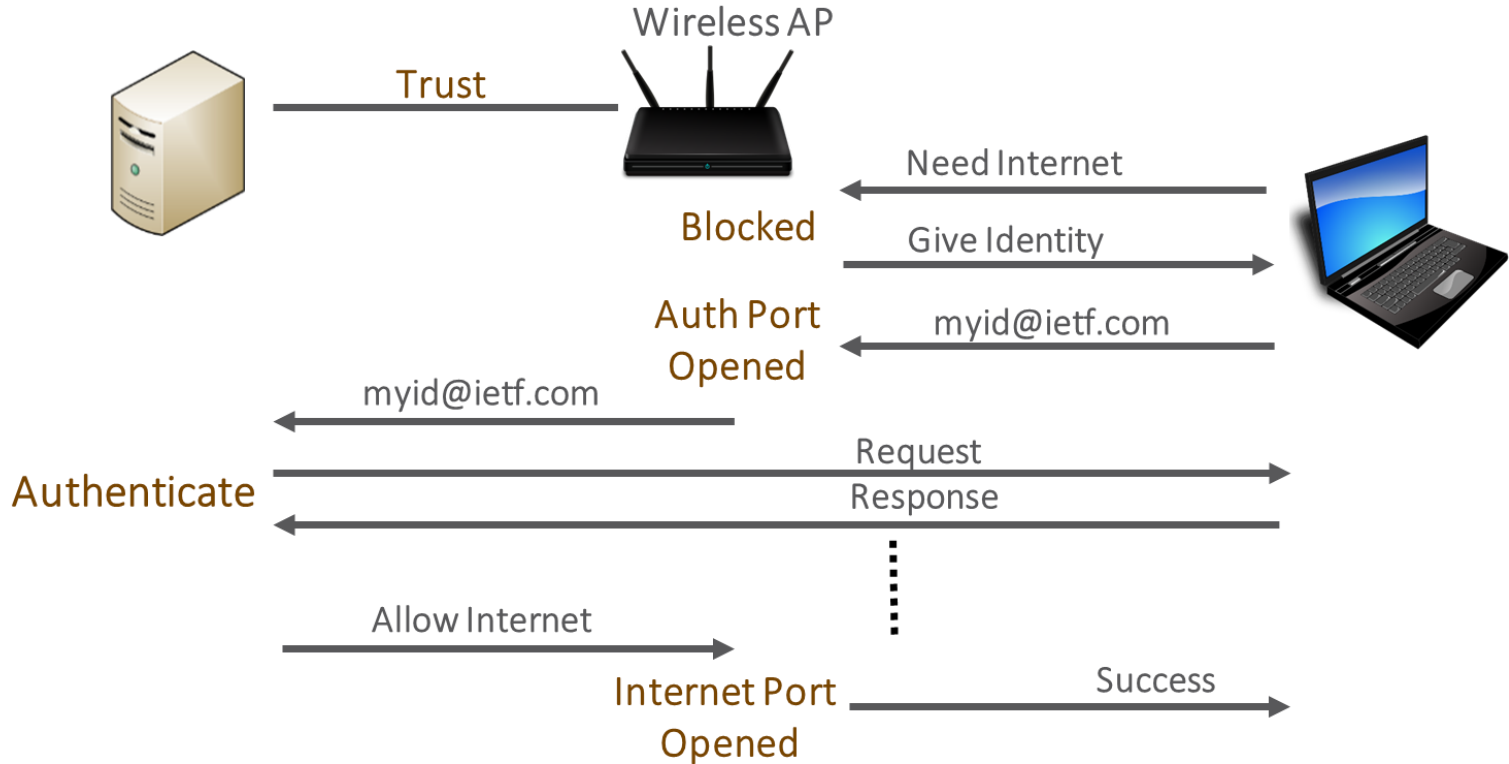 Wireless AP
Trust
Need Internet
Blocked
Give Identity
Auth Port
Opened
myid@ietf.com
myid@ietf.com
Request
Authenticate
Response
Allow Internet
Internet Port
Opened
Success